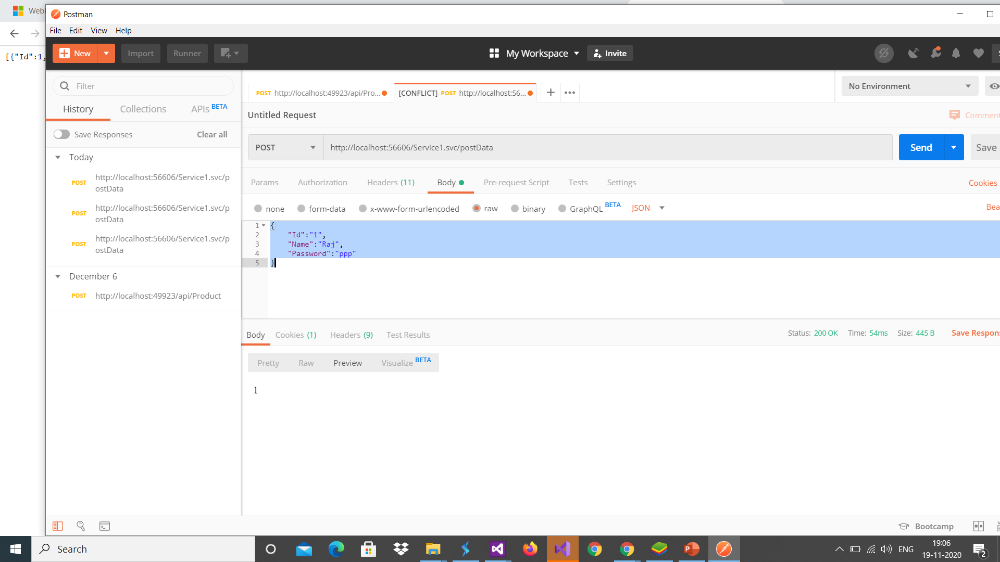 Webl
Postman
File Edit View Help
New Import Runner My Workspace Invite
[{"Id":1,
Filter
History Collections APIs BETA
Save Responses Clear all
Today
POST http://localhost:56606/Service1.svc/p
ostData
POST http://localhost:56606/Service1.svc/p
ostData
POST http://localhost:56606/Service1.svc/p
ostData
December 6
POST http://localhost:49923/api/Product
POST http://localhost:49923/api/Pro... [CONFLICT] POST http://localhost:56... + •••
No Environment
Untitled Request
Comment
POST http://localhost:56606/Service1.svc/postData Send Save
Params Authorization Headers (11) Body Pre-request Script Tests Settings Cookies
none form-data x-www-form-urlencoded raw binary GraphQL BETA JSON Bea
1 {
2 "Id":"1",
3 "Name":"Raj",
4 "Password":"ppp"
5 }
Body Cookies (1) Headers (9) Test Results Status: 200 OK Time: 54ms Size: 445 B Save Respons
Pretty Raw Preview Visualize BETA
1
Bootcamp
Search
ENG
19:06
19-11-2020
2